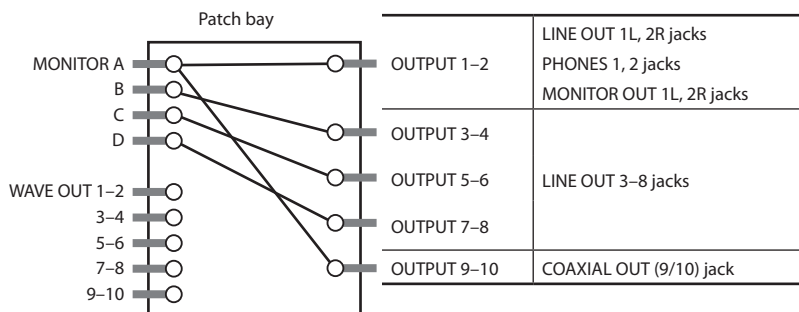 Patch bay
MONITOR A
B
C
D
WAVE OUT 1–2
3–4
5–6
7–8
9–10
OUTPUT 1–2
LINE OUT 1L, 2R jacks
PHONES 1, 2 jacks
MONITOR OUT 1L, 2R jacks
OUTPUT 3–4
OUTPUT 5–6
OUTPUT 7–8
LINE OUT 3–8 jacks
OUTPUT 9–10
COAXIAL OUT (9/10) jack